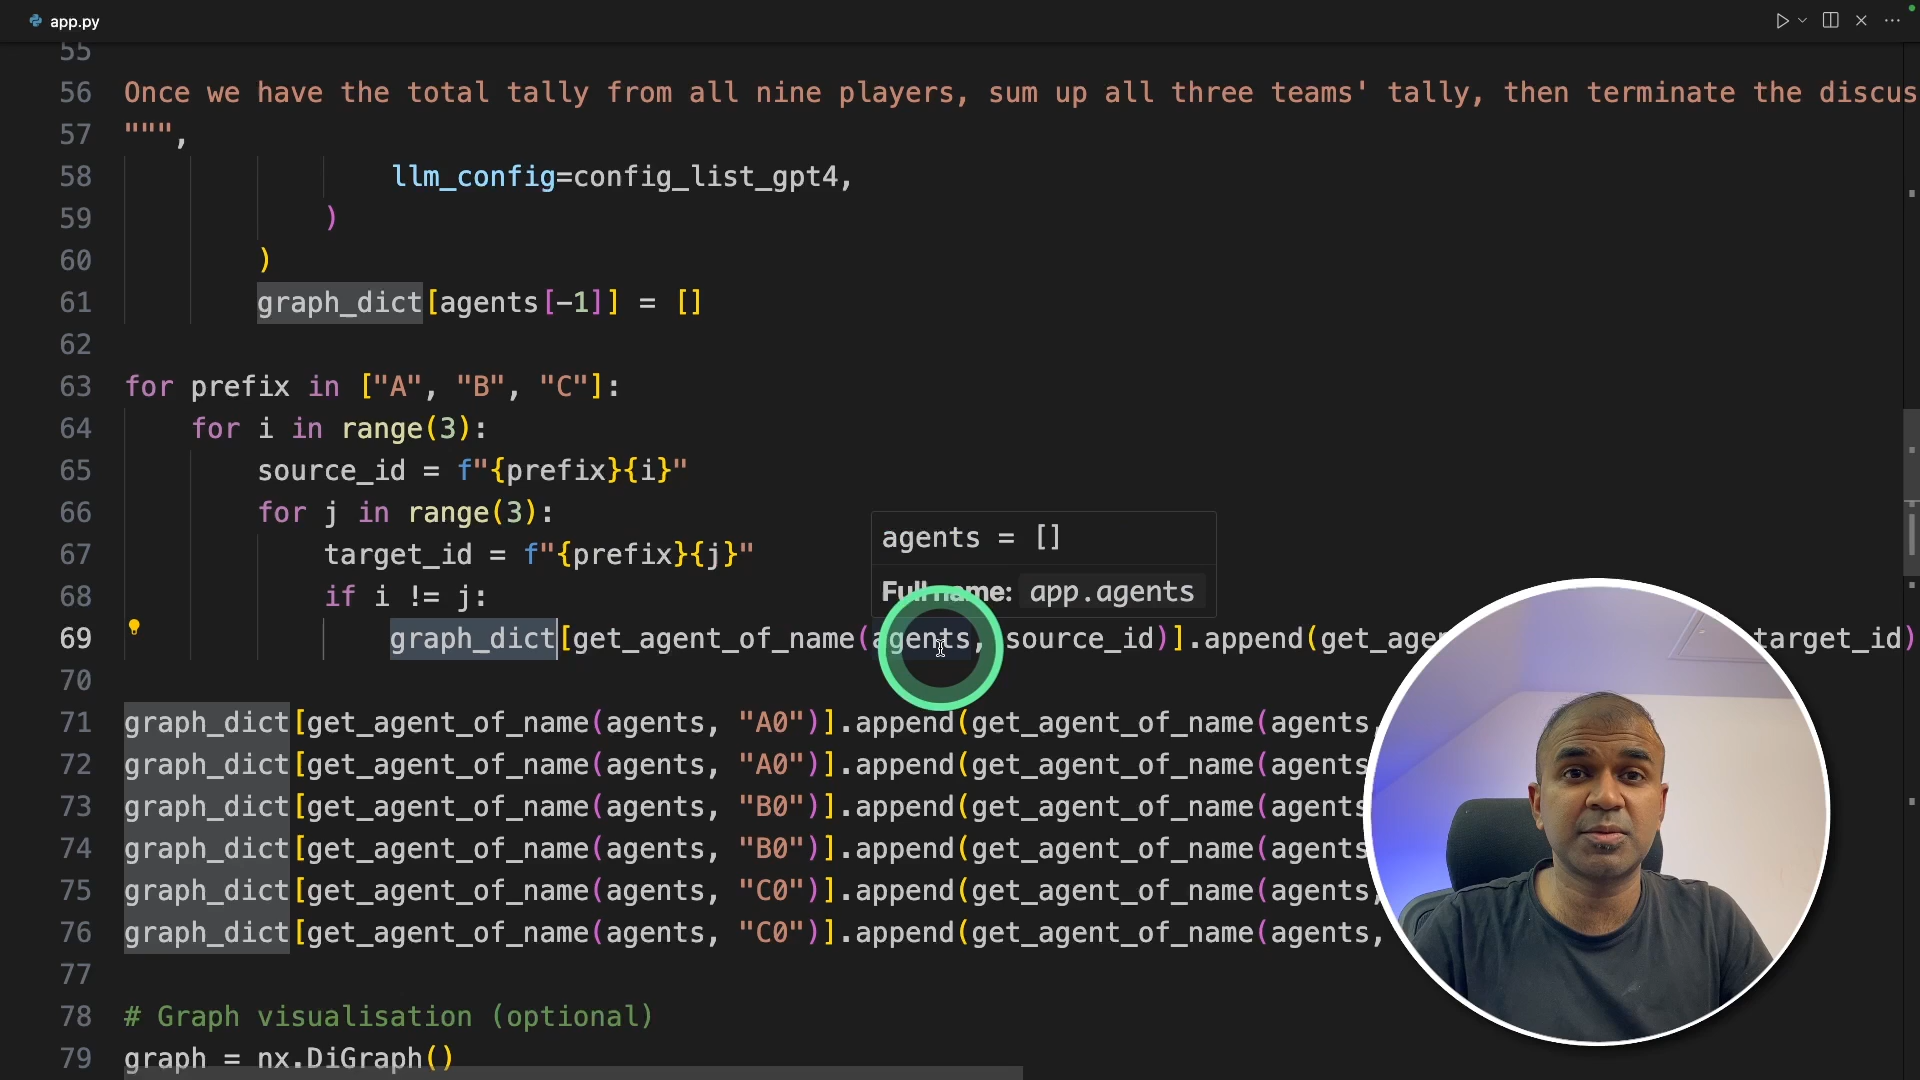 app.py
55
56 Once we have the total tally from all nine players, sum up all three teams' tally, then terminate the discus
57 """,
58 llm_config=config_list_gpt4,
59 )
60 )
61 graph_dict[agents[-1]] = []
62
63 for prefix in ["A", "B", "C"]:
64 for i in range(3):
65 source_id = f"{prefix}{i}"
66 for j in range(3):
67 target_id = f"{prefix}{j}"
agents = []
68 if i != j:
Full name: app.agents
69 graph_dict[get_agent_of_name(agents, source_id)].append(get_age target_id)
70
71 graph_dict[get_agent_of_name(agents, "A0")].append(get_agent_of_name(agents,
72 graph_dict[get_agent_of_name(agents, "A0")].append(get_agent_of_name(agents
73 graph_dict[get_agent_of_name(agents, "B0")].append(get_agent_of_name(agents
74 graph_dict[get_agent_of_name(agents, "B0")].append(get_agent_of_name(agents
75 graph_dict[get_agent_of_name(agents, "C0")].append(get_agent_of_name(agents,
76 graph_dict[get_agent_of_name(agents, "C0")].append(get_agent_of_name(agents,
77
78 # Graph visualisation (optional)
79 graph = nx.DiGraph()